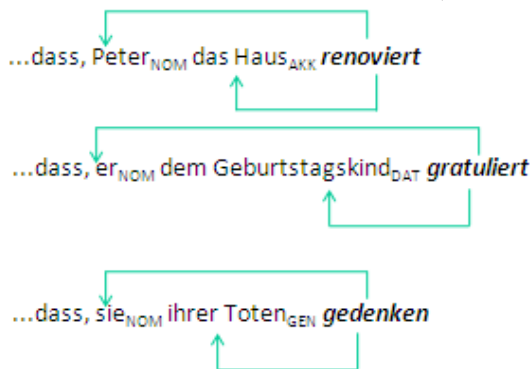 ...dass, Peter NOM das Haus AKK renoviert
...dass, er NOM dem Geburtstagskind DAT gratuliert
...dass, sie NOM ihrer Toten GEN gedenken